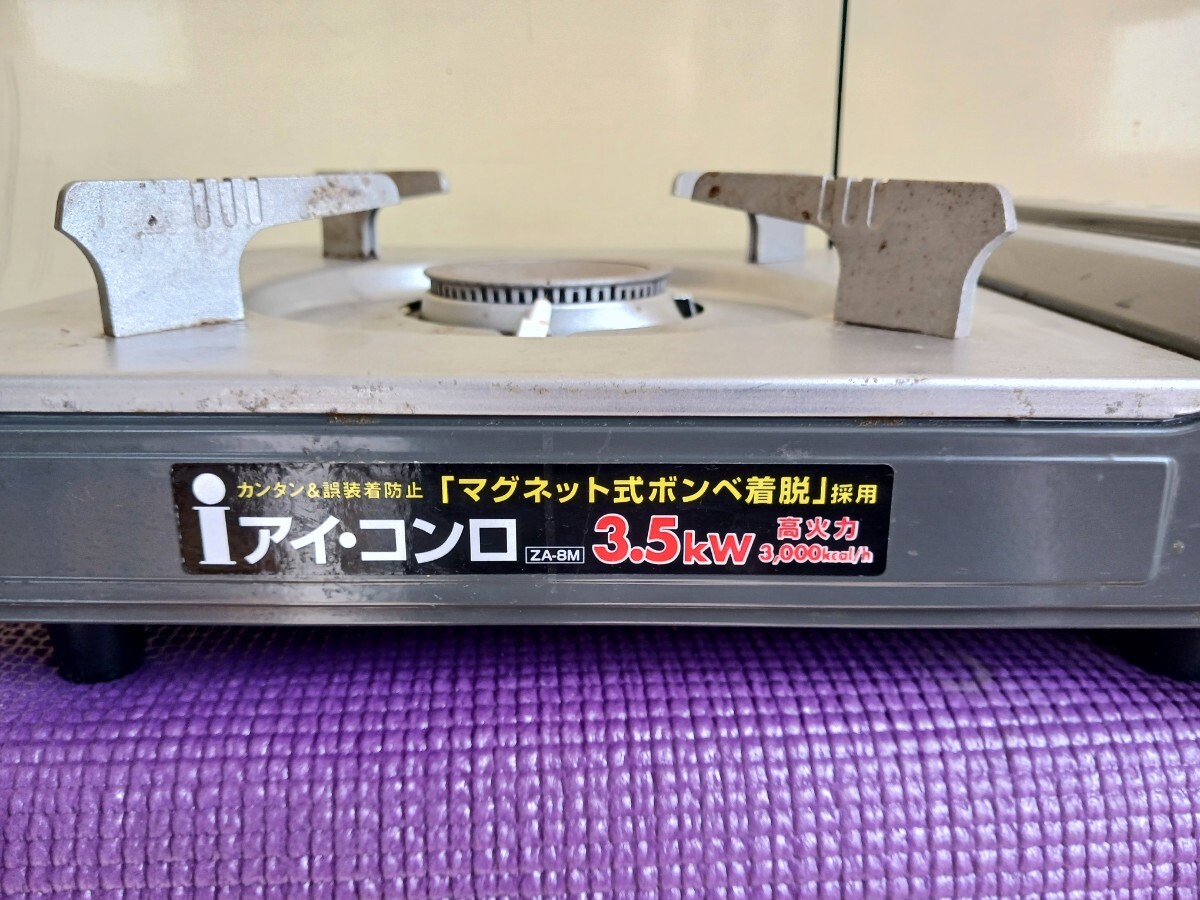 カンタン&誤装着防止 「マグネット式ボンベ着脱」採用
iアイ・コンロ ZA-8M 3.5kW 高火力
3,000kcal/h